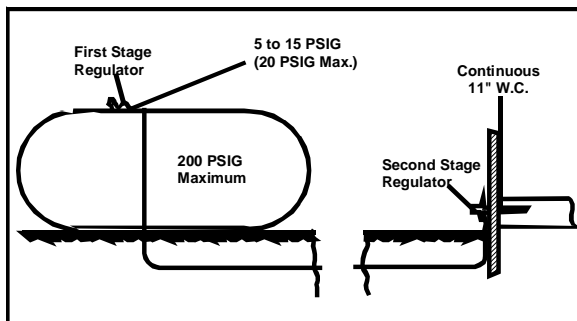 First Stage
Regulator
5 to 15 PSIG
(20 PSIG Max.)
Continuous
11" W.C.
200 PSIG
Maximum
Second Stage
Regulator